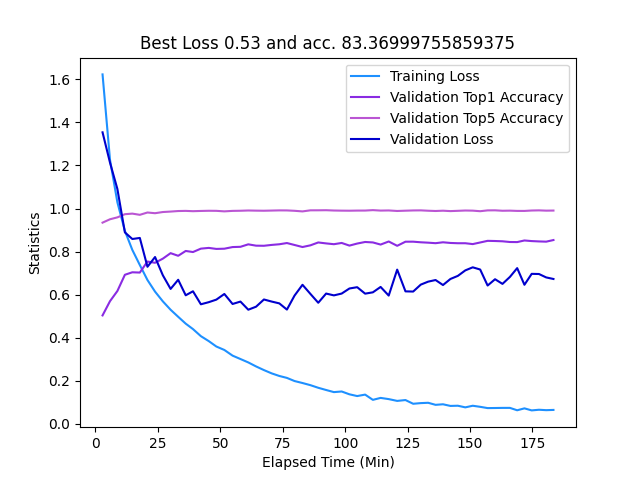 Best Loss 0.53 and acc. 83.36999755859375
Training Loss
Validation Top1 Accuracy
Validation Top5 Accuracy
Validation Loss
Statistics
1.6
1.4
1.2
1.0
0.8
0.6
0.4
0.2
0.0
0 25 50 75 100 125 150 175
Elapsed Time (Min)